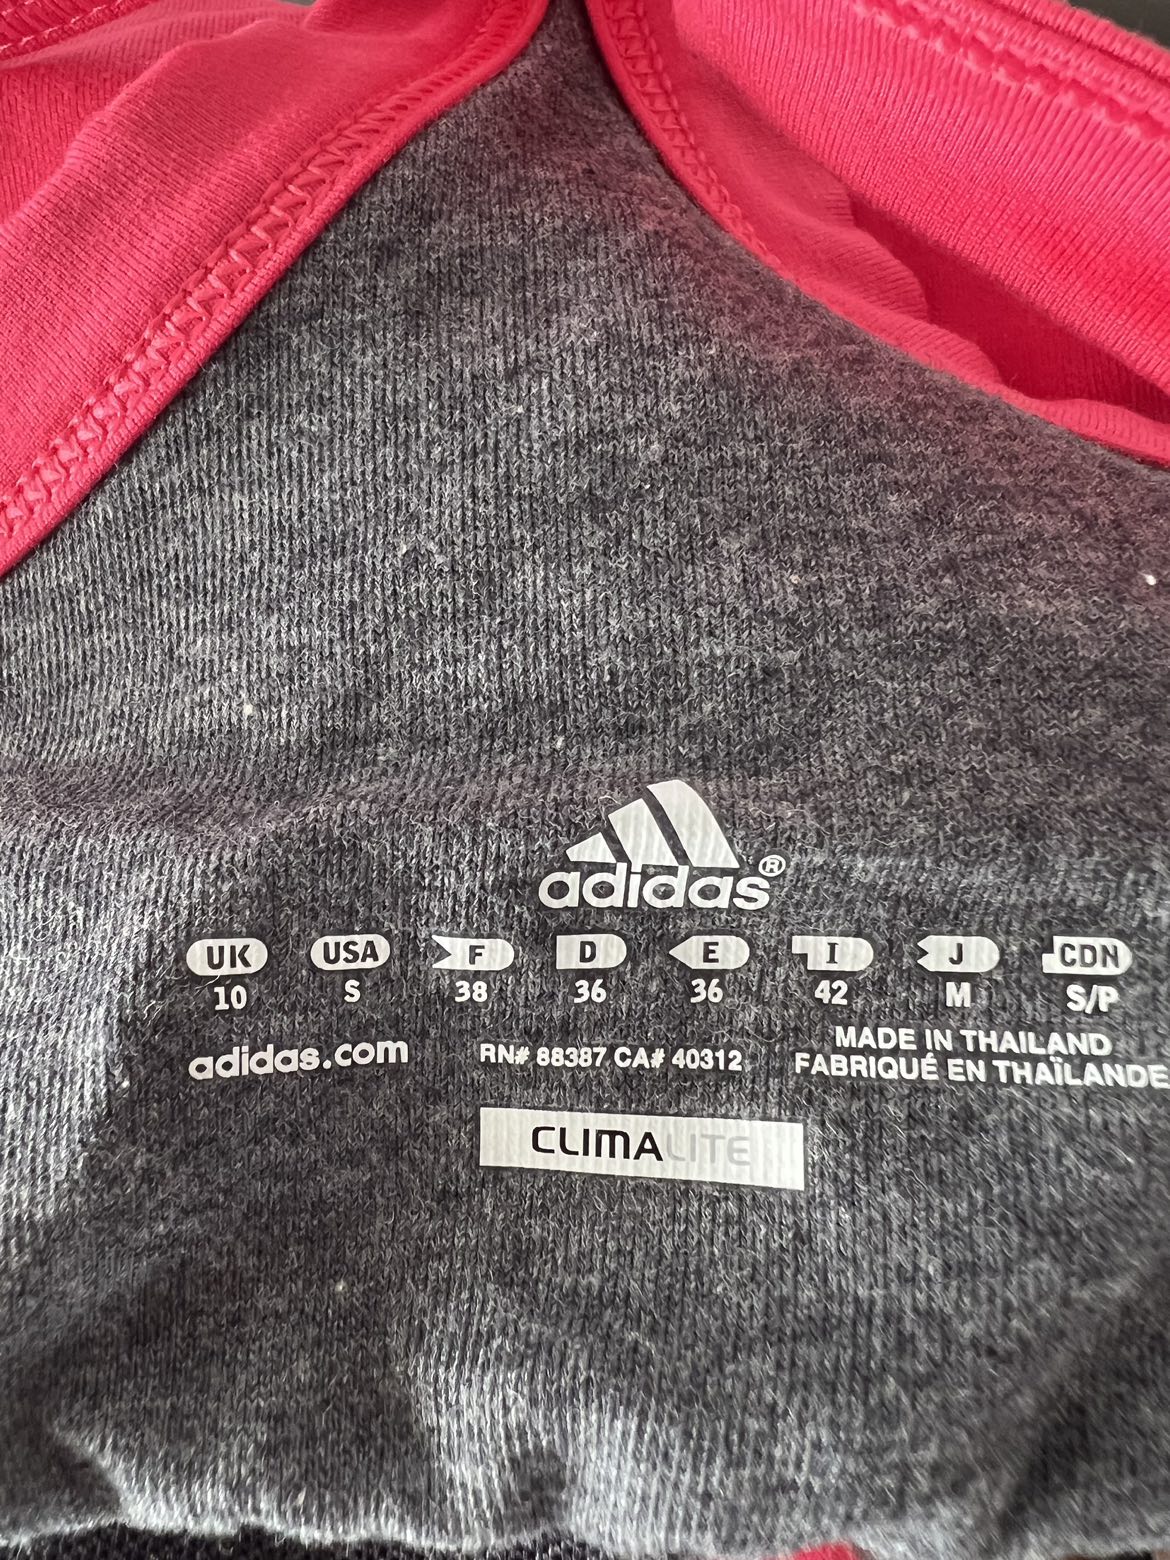 adidas®
UK USA F D E I J CDN
10 S 38 36 36 42 M S/P
adidas.com RN# 88387 CA# 40312 MADE IN THAILAND
FABRIQUÉ EN THAÏLANDE
CLIMALITE